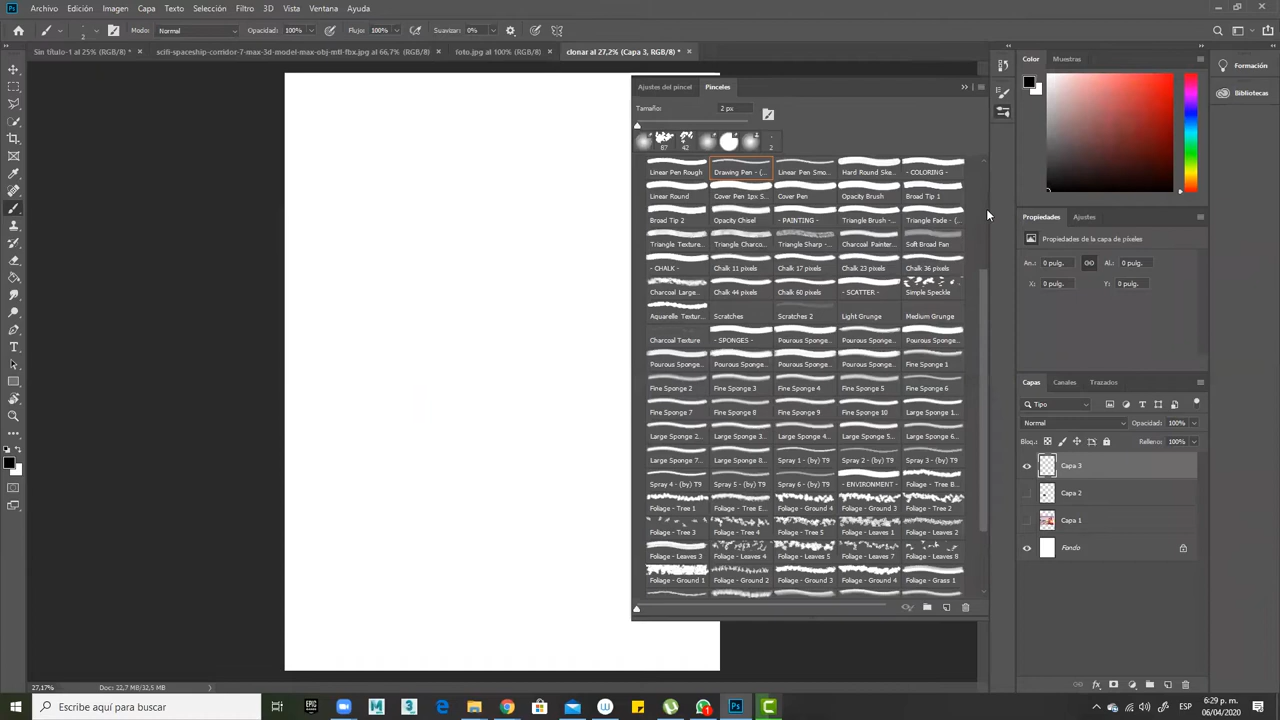 Archivo Edición Imagen Capa Texto Selección Filtro 3D Vista Ventana Ayuda
2 Modo: Normal Opacidad: 100% Flujo: 100% Suavizar: 0%
Sin título-1 al 25% (RGB/8) * × scifi-spaceship-corridor-7-max-3d-model-max-obj-mtl-fbx.jpg al 66,7% (RGB/8) × foto.jpg al 100% (RGB/8) × clonar al 27,2% (Capa 3, RGB/8) * ×
Ajustes del pincel Pinceles
Tamaño: 2 px
87 42 2
Linear Pen Rough Drawing Pen - (... Linear Pen Smo... Hard Round Ske... - COLORING -
Linear Round Cover Pen 1px S... Cover Pen Opacity Brush Broad Tip 1
Broad Tip 2 Opacity Chisel - PAINTING - Triangle Brush -... Triangle Fade - (...
Triangle Texture... Triangle Charco... Triangle Sharp -... Charcoal Painter... Soft Broad Fan
- CHALK - Chalk 11 pixels Chalk 17 pixels Chalk 23 pixels Chalk 36 pixels
Charcoal Large... Chalk 44 pixels Chalk 60 pixels - SCATTER - Simple Speckle
Aquarelle Textur... Scratches Scratches 2 Light Grunge Medium Grunge
Charcoal Texture - SPONGES - Pourous Sponge... Pourous Sponge... Pourous Sponge...
Pourous Sponge... Pourous Sponge... Pourous Sponge... Pourous Sponge... Fine Sponge 1
Fine Sponge 2 Fine Sponge 3 Fine Sponge 4 Fine Sponge 5 Fine Sponge 6
Fine Sponge 7 Fine Sponge 8 Fine Sponge 9 Fine Sponge 10 Large Sponge 1...
Large Sponge 2... Large Sponge 3... Large Sponge 4... Large Sponge 5... Large Sponge 6...
Large Sponge 7... Large Sponge 8... Spray 1 - (by) T9 Spray 2 - (by) T9 Spray 3 - (by) T9
Spray 4 - (by) T9 Spray 5 - (by) T9 Spray 6 - (by) T9 - ENVIRONMENT - Foliage - Tree B...
Foliage - Tree 1 Foliage - Tree E... Foliage - Ground 4 Foliage - Ground 3 Foliage - Tree 2
Foliage - Tree 3 Foliage - Tree 4 Foliage - Tree 5 Foliage - Leaves 1 Foliage - Leaves 2
Foliage - Leaves 3 Foliage - Leaves 4 Foliage - Leaves 5 Foliage - Leaves 7 Foliage - Leaves 8
Foliage - Ground 1 Foliage - Ground 2 Foliage - Ground 3 Foliage - Ground 4 Foliage - Grass 1
Color Muestras
Formación
Bibliotecas
Propiedades Ajustes
Propiedades de la capa de píxeles
An.: 0 pulg. Al.: 0 pulg.
X: 0 pulg. Y: 0 pulg.
Capas Canales Trazados
Tipo
Normal Opacidad: 100%
Bloq.: Relleno: 100%
Capa 3
Capa 2
Capa 1
Fondo
27,17% Doc: 22,7 MB/32,5 MB
Escribe aquí para buscar
ESP
6:29 p. m.
06/04/2020